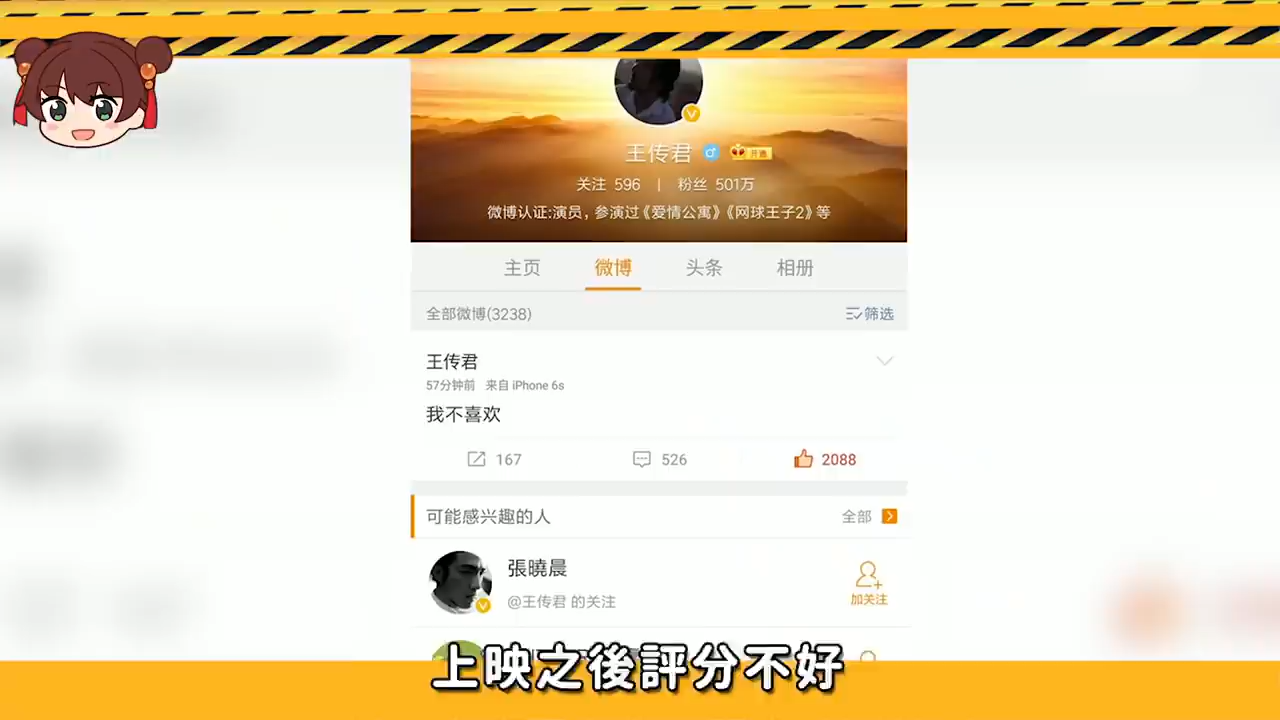 王传君 开通
关注 596 | 粉丝 501万
微博认证:演员，参演过《爱情公寓》《网球王子2》等
主页 微博 头条 相册
全部微博(3238) 筛选
王传君
57分钟前 来自 iPhone 6s
我不喜欢
167 526 2088
可能感兴趣的人 全部
張曉晨
@王传君 的关注 加关注
上映之後評分不好